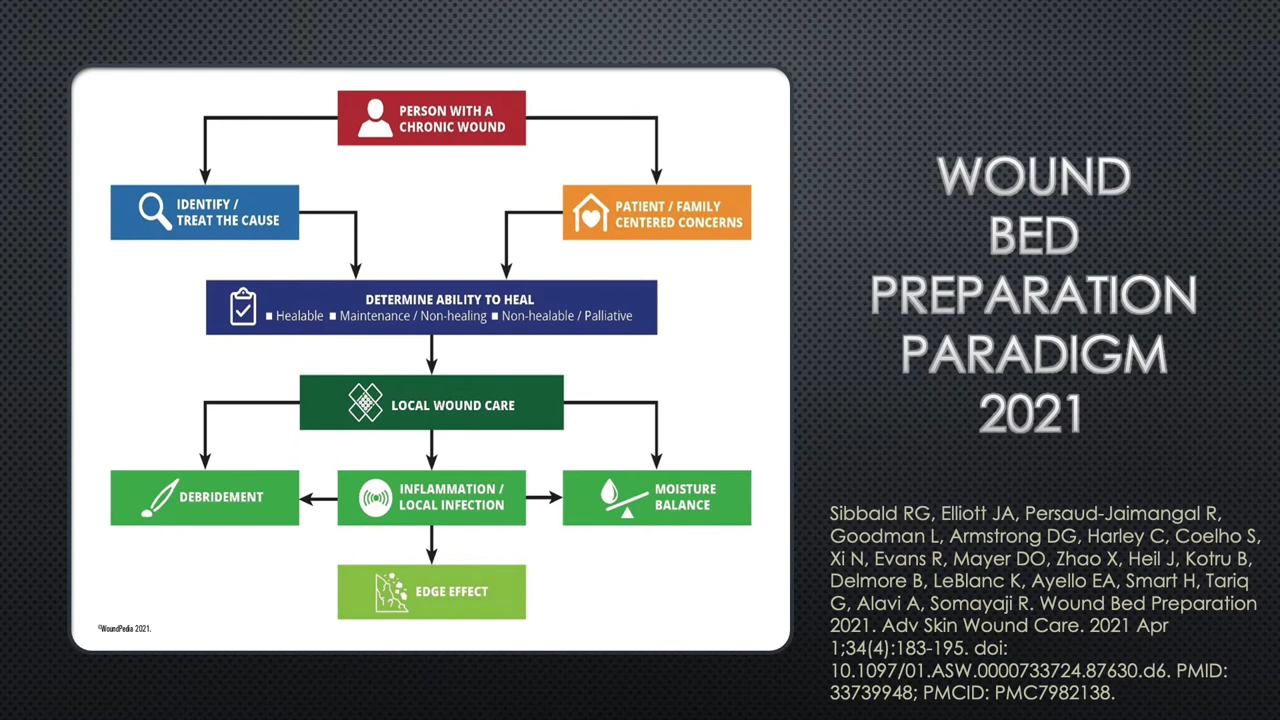 PERSON WITH A
CHRONIC WOUND
IDENTIFY /
TREAT THE CAUSE
PATIENT / FAMILY
CENTERED CONCERNS
DETERMINE ABILITY TO HEAL
■ Healable ■ Maintenance / Non-healing ■ Non-healable / Palliative
LOCAL WOUND CARE
DEBRIDEMENT
INFLAMMATION /
LOCAL INFECTION
MOISTURE
BALANCE
EDGE EFFECT
©WoundPedia 2021.
WOUND
BED
PREPARATION
PARADIGM
2021
Sibbald RG, Elliott JA, Persaud-Jaimangal R,
Goodman L, Armstrong DG, Harley C, Coelho S,
Xi N, Evans R, Mayer DO, Zhao X, Heil J, Kotru B,
Delmore B, LeBlanc K, Ayello EA, Smart H, Tariq
G, Alavi A, Somayaji R. Wound Bed Preparation
2021. Adv Skin Wound Care. 2021 Apr
1;34(4):183-195. doi:
10.1097/01.ASW.0000733724.87630.d6. PMID:
33739948; PMCID: PMC7982138.